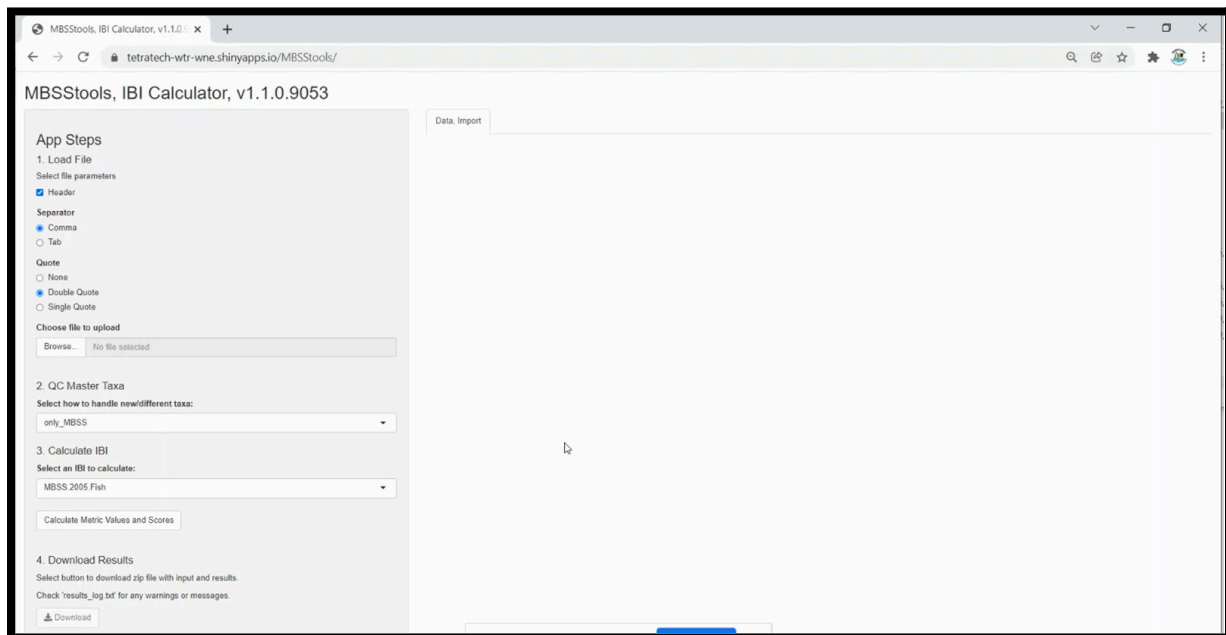 MBSStools, IBI Calculator, v1.1.0.9
tetratech-wtr-wne.shinyapps.io/MBSStools/
MBSStools, IBI Calculator, v1.1.0.9053
Data, Import
App Steps
1. Load File
Select file parameters
Header
Separator
Comma
Tab
Quote
None
Double Quote
Single Quote
Choose file to upload
Browse... No file selected
2. QC Master Taxa
Select how to handle new/different taxa:
only_MBSS
3. Calculate IBI
Select an IBI to calculate:
MBSS.2005.Fish
Calculate Metric Values and Scores
4. Download Results
Select button to download zip file with input and results.
Check 'results_log.txt' for any warnings or messages.
Download